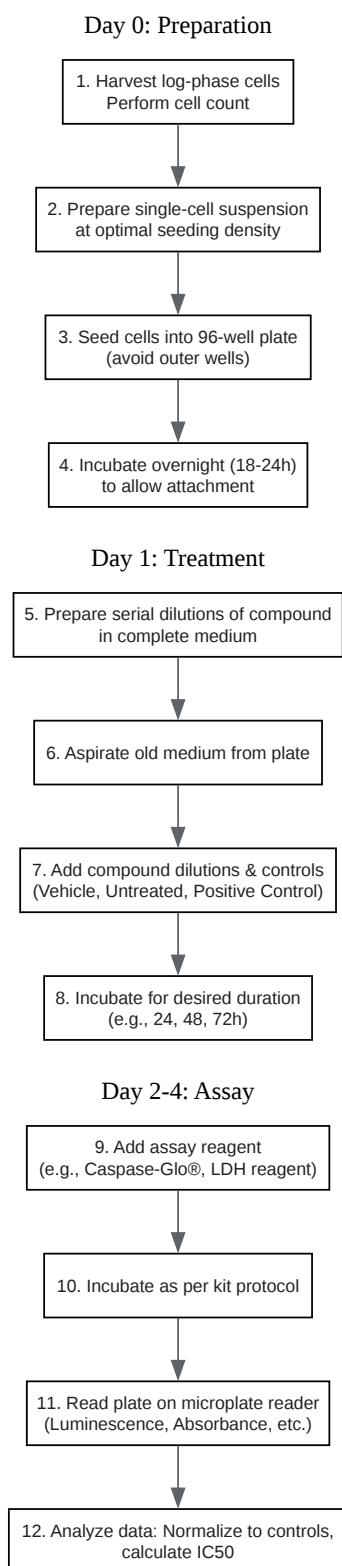 Day 0: Preparation
1. Harvest log-phase cells
Perform cell count
2. Prepare single-cell suspension
at optimal seeding density
3. Seed cells into 96-well plate
(avoid outer wells)
4. Incubate overnight (18-24h)
to allow attachment
Day 1: Treatment
5. Prepare serial dilutions of compound
in complete medium
6. Aspirate old medium from plate
7. Add compound dilutions & controls
(Vehicle, Untreated, Positive Control)
8. Incubate for desired duration
(e.g., 24, 48, 72h)
Day 2-4: Assay
9. Add assay reagent
(e.g., Caspase-Glo®, LDH reagent)
10. Incubate as per kit protocol
11. Read plate on microplate reader
(Luminescence, Absorbance, etc.)
12. Analyze data: Normalize to controls,
calculate IC50